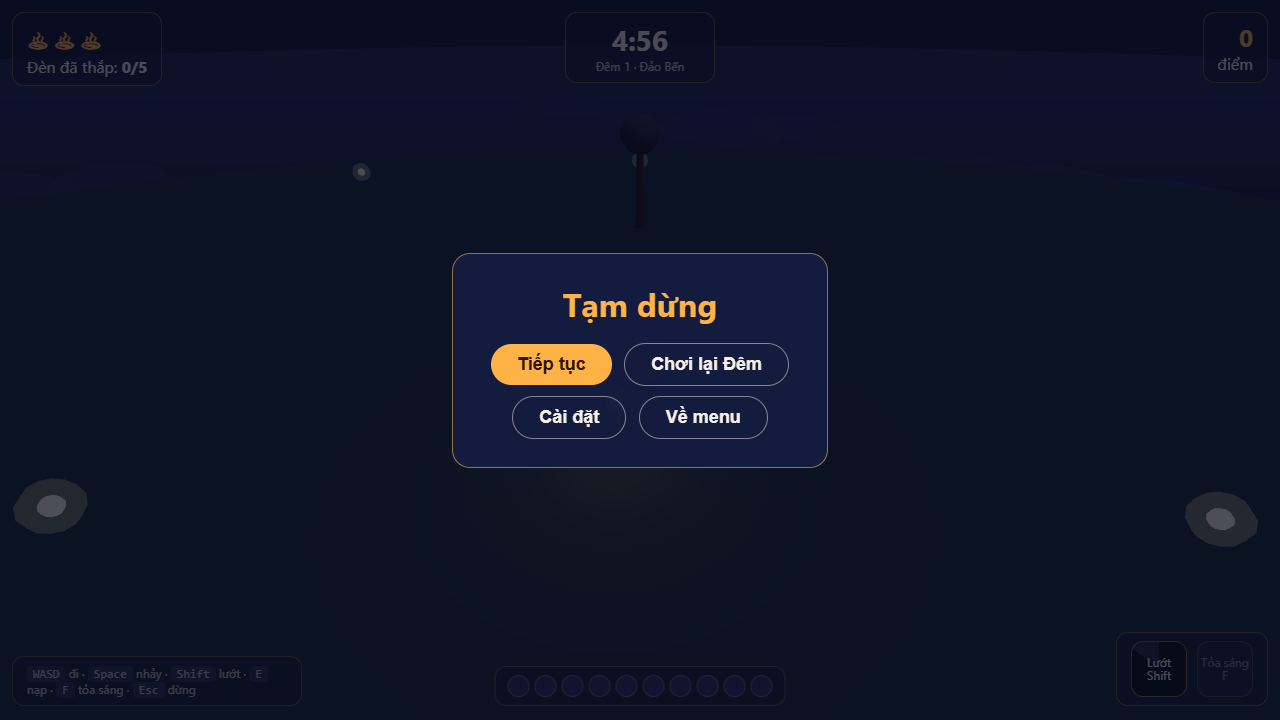 Đèn đã thắp: 0/5
4:56
Đêm 1 · Đảo Bến
0
điểm
Tạm dừng
Tiếp tục
Chơi lại Đêm
Cài đặt
Về menu
WASD đi · Space nhảy · Shift lướt · E
nạp · F tỏa sáng · Esc dừng
Lướt
Shift
Tỏa sáng
F